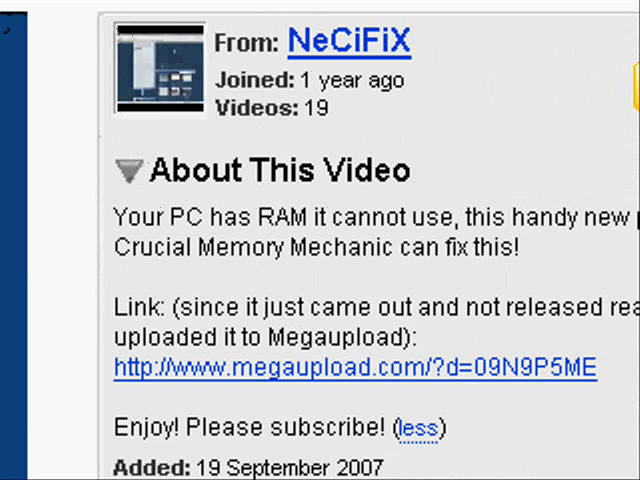 From: NeCiFiX
Joined: 1 year ago
Videos: 19
About This Video
Your PC has RAM it cannot use, this handy new
Crucial Memory Mechanic can fix this!
Link: (since it just came out and not released
uploaded it to Megaupload):
http://www.megaupload.com/?d=09N9P5ME
Enjoy! Please subscribe! (less)
Added: 19 September 2007